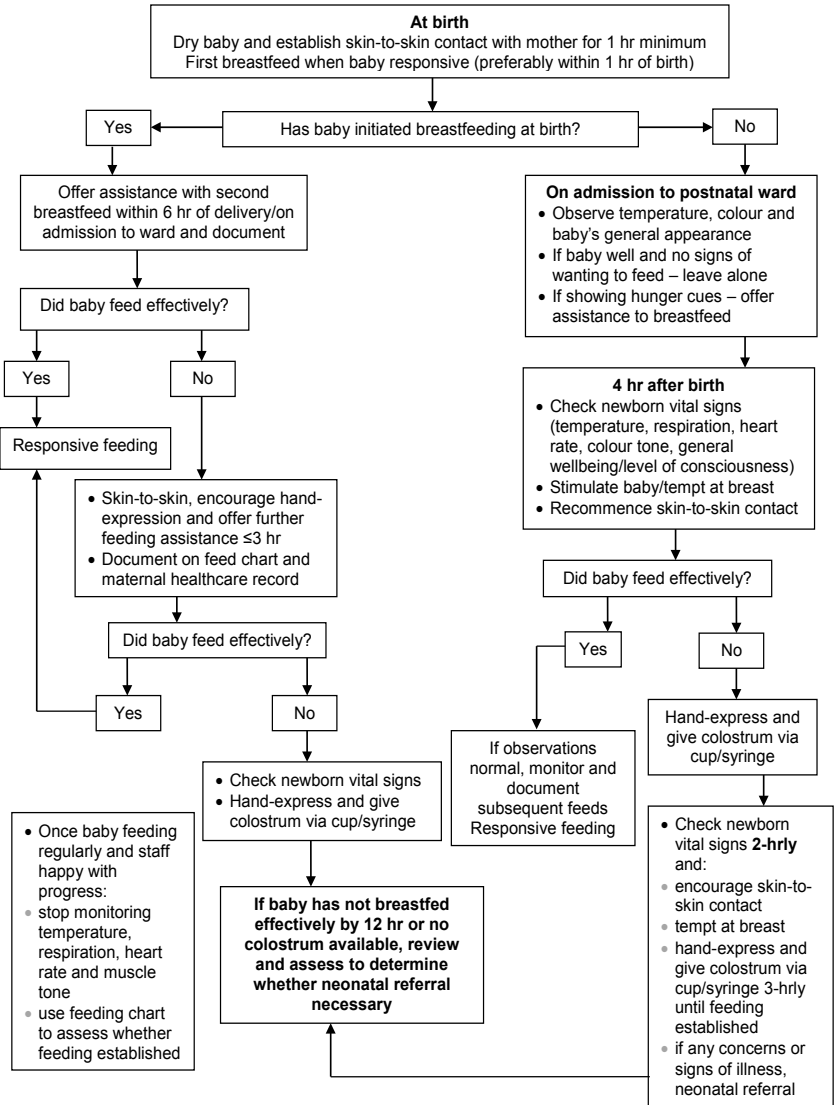 At birth
Dry baby and establish skin-to-skin contact with mother for 1 hr minimum
First breastfeed when baby responsive (preferably within 1 hr of birth)
Yes
Has baby initiated breastfeeding at birth?
No
Offer assistance with second
breastfeed within 6 hr of delivery/on
admission to ward and document
Did baby feed effectively?
Yes
No
Responsive feeding
• Skin-to-skin, encourage hand-
expression and offer further
feeding assistance ≤3 hr
• Document on feed chart and
maternal healthcare record
Did baby feed effectively?
Yes
No
• Check newborn vital signs
• Hand-express and give
colostrum via cup/syringe
• Once baby feeding
regularly and staff
happy with
progress:
• stop monitoring
temperature,
respiration, heart
rate and muscle
tone
• use feeding chart
to assess whether
feeding established
If baby has not breastfed
effectively by 12 hr or no
colostrum available, review
and assess to determine
whether neonatal referral
necessary
On admission to postnatal ward
• Observe temperature, colour and
baby's general appearance
• If baby well and no signs of
wanting to feed – leave alone
• If showing hunger cues – offer
assistance to breastfeed
4 hr after birth
• Check newborn vital signs
(temperature, respiration, heart
rate, colour tone, general
wellbeing/level of consciousness)
• Stimulate baby/tempt at breast
• Recommence skin-to-skin contact
Did baby feed effectively?
Yes
No
If observations
normal, monitor and
document
subsequent feeds
Responsive feeding
Hand-express and
give colostrum via
cup/syringe
• Check newborn
vital signs 2-hrly
and:
• encourage skin-to-
skin contact
• tempt at breast
• hand-express and
give colostrum via
cup/syringe 3-hrly
until feeding
established
• if any concerns or
signs of illness,
neonatal referral